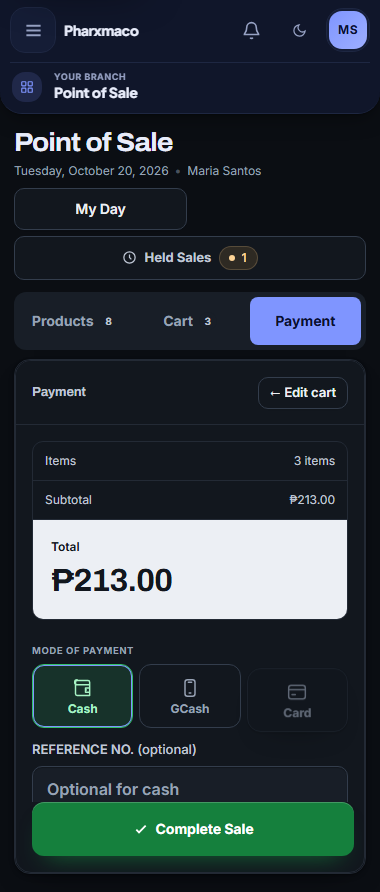 Pharxmaco
MS
YOUR BRANCH
Point of Sale
Point of Sale
Tuesday, October 20, 2026 • Maria Santos
My Day
Held Sales 1
Products 8 Cart 3 Payment
Payment ← Edit cart
Items 3 items
Subtotal ₱213.00
Total
₱213.00
MODE OF PAYMENT
Cash GCash Card
REFERENCE NO. (optional)
Optional for cash
Complete Sale